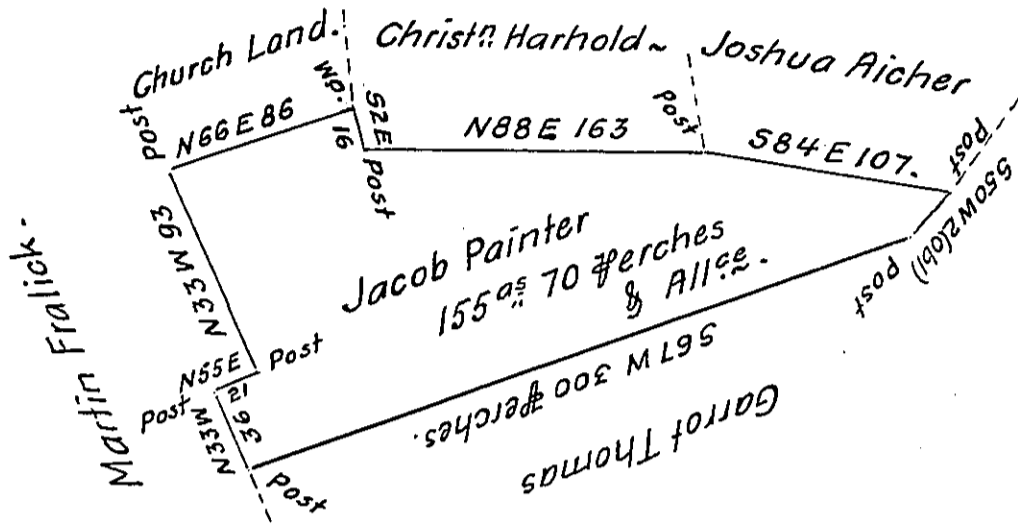 Church Land.
Christn. Harhold~
Joshua Aicher
Post
N66E 86
Wp.
16
S2E
Post
N88E 163
Post
S84E 107.
Post
Post
Martin Fralick.
N33W 93
Jacob Painter
155as 70 Perches
& Allce.
N55E
12
Post
Post
N33W
36
Post
S67W 300 Perches.
Garrot Thomas